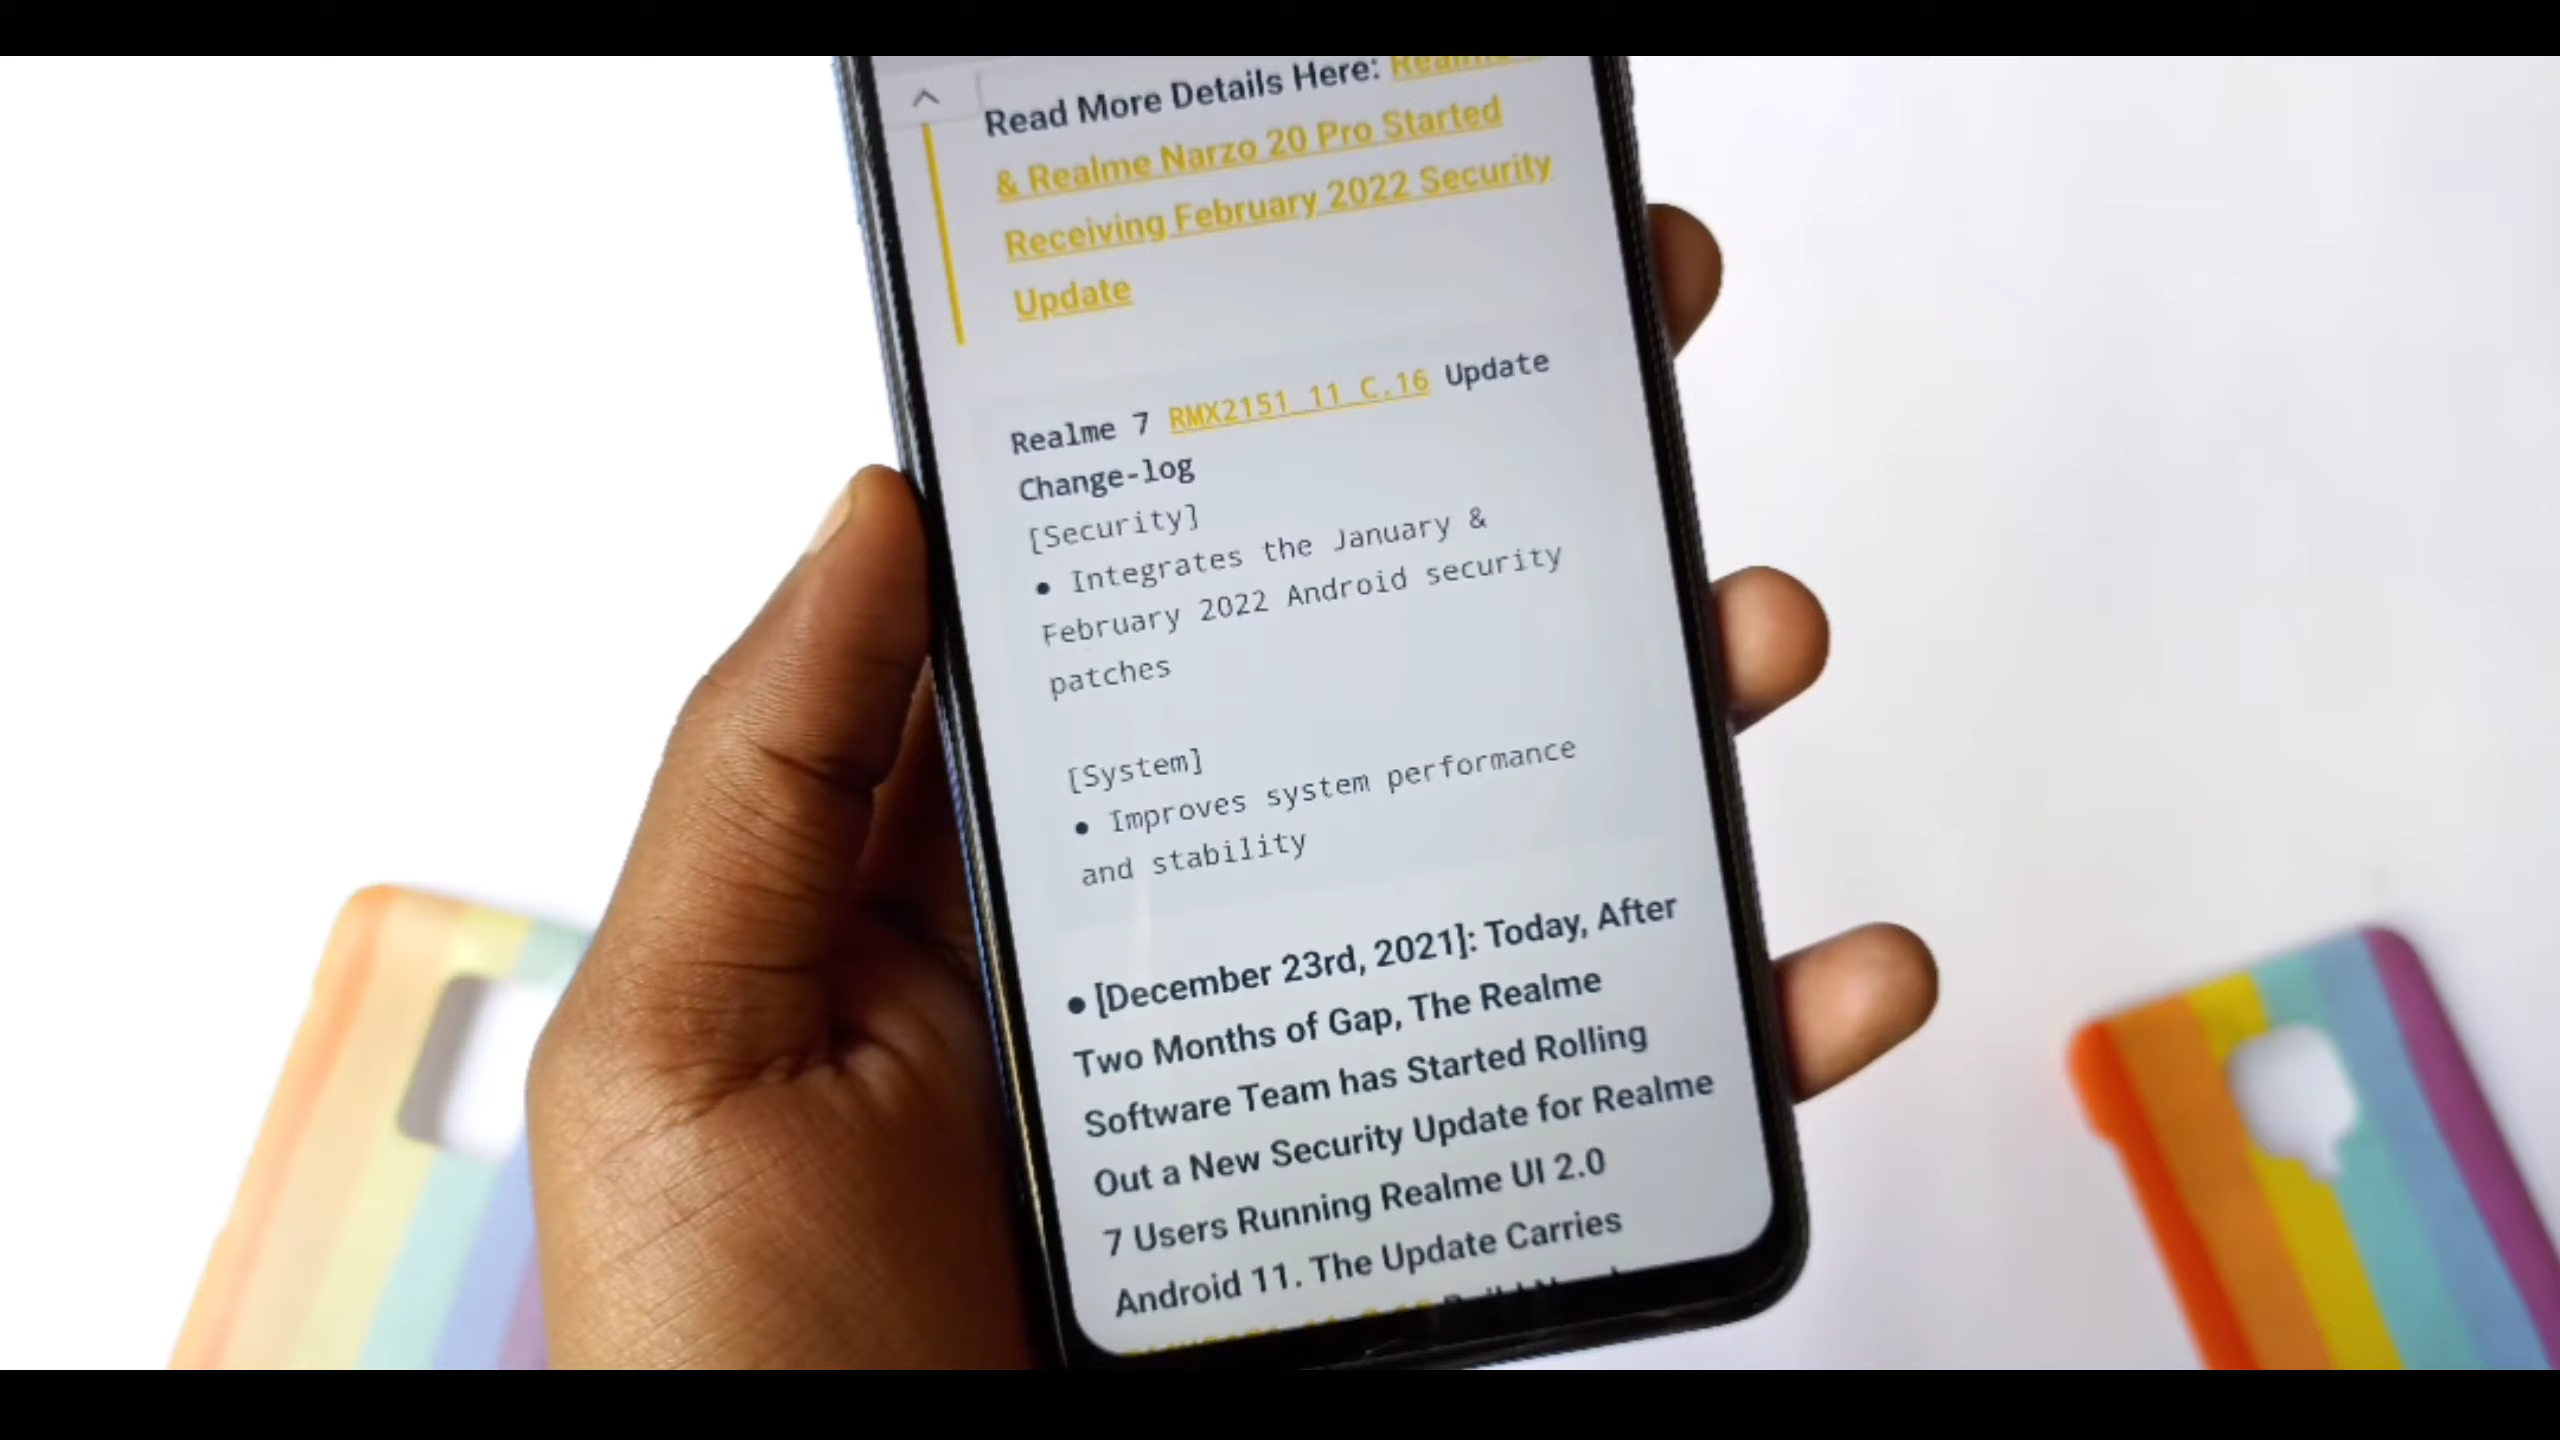 Read More Details Here: Realme
& Realme Narzo 20 Pro Started
Receiving February 2022 Security
Update
Realme 7 RMX2151_11_C.16 Update
Change-log
[Security]
● Integrates the January &
February 2022 Android security
patches
[System]
● Improves system performance
and stability
● [December 23rd, 2021]: Today, After
Two Months of Gap, The Realme
Software Team has Started Rolling
Out a New Security Update for Realme
7 Users Running Realme UI 2.0
Android 11. The Update Carries